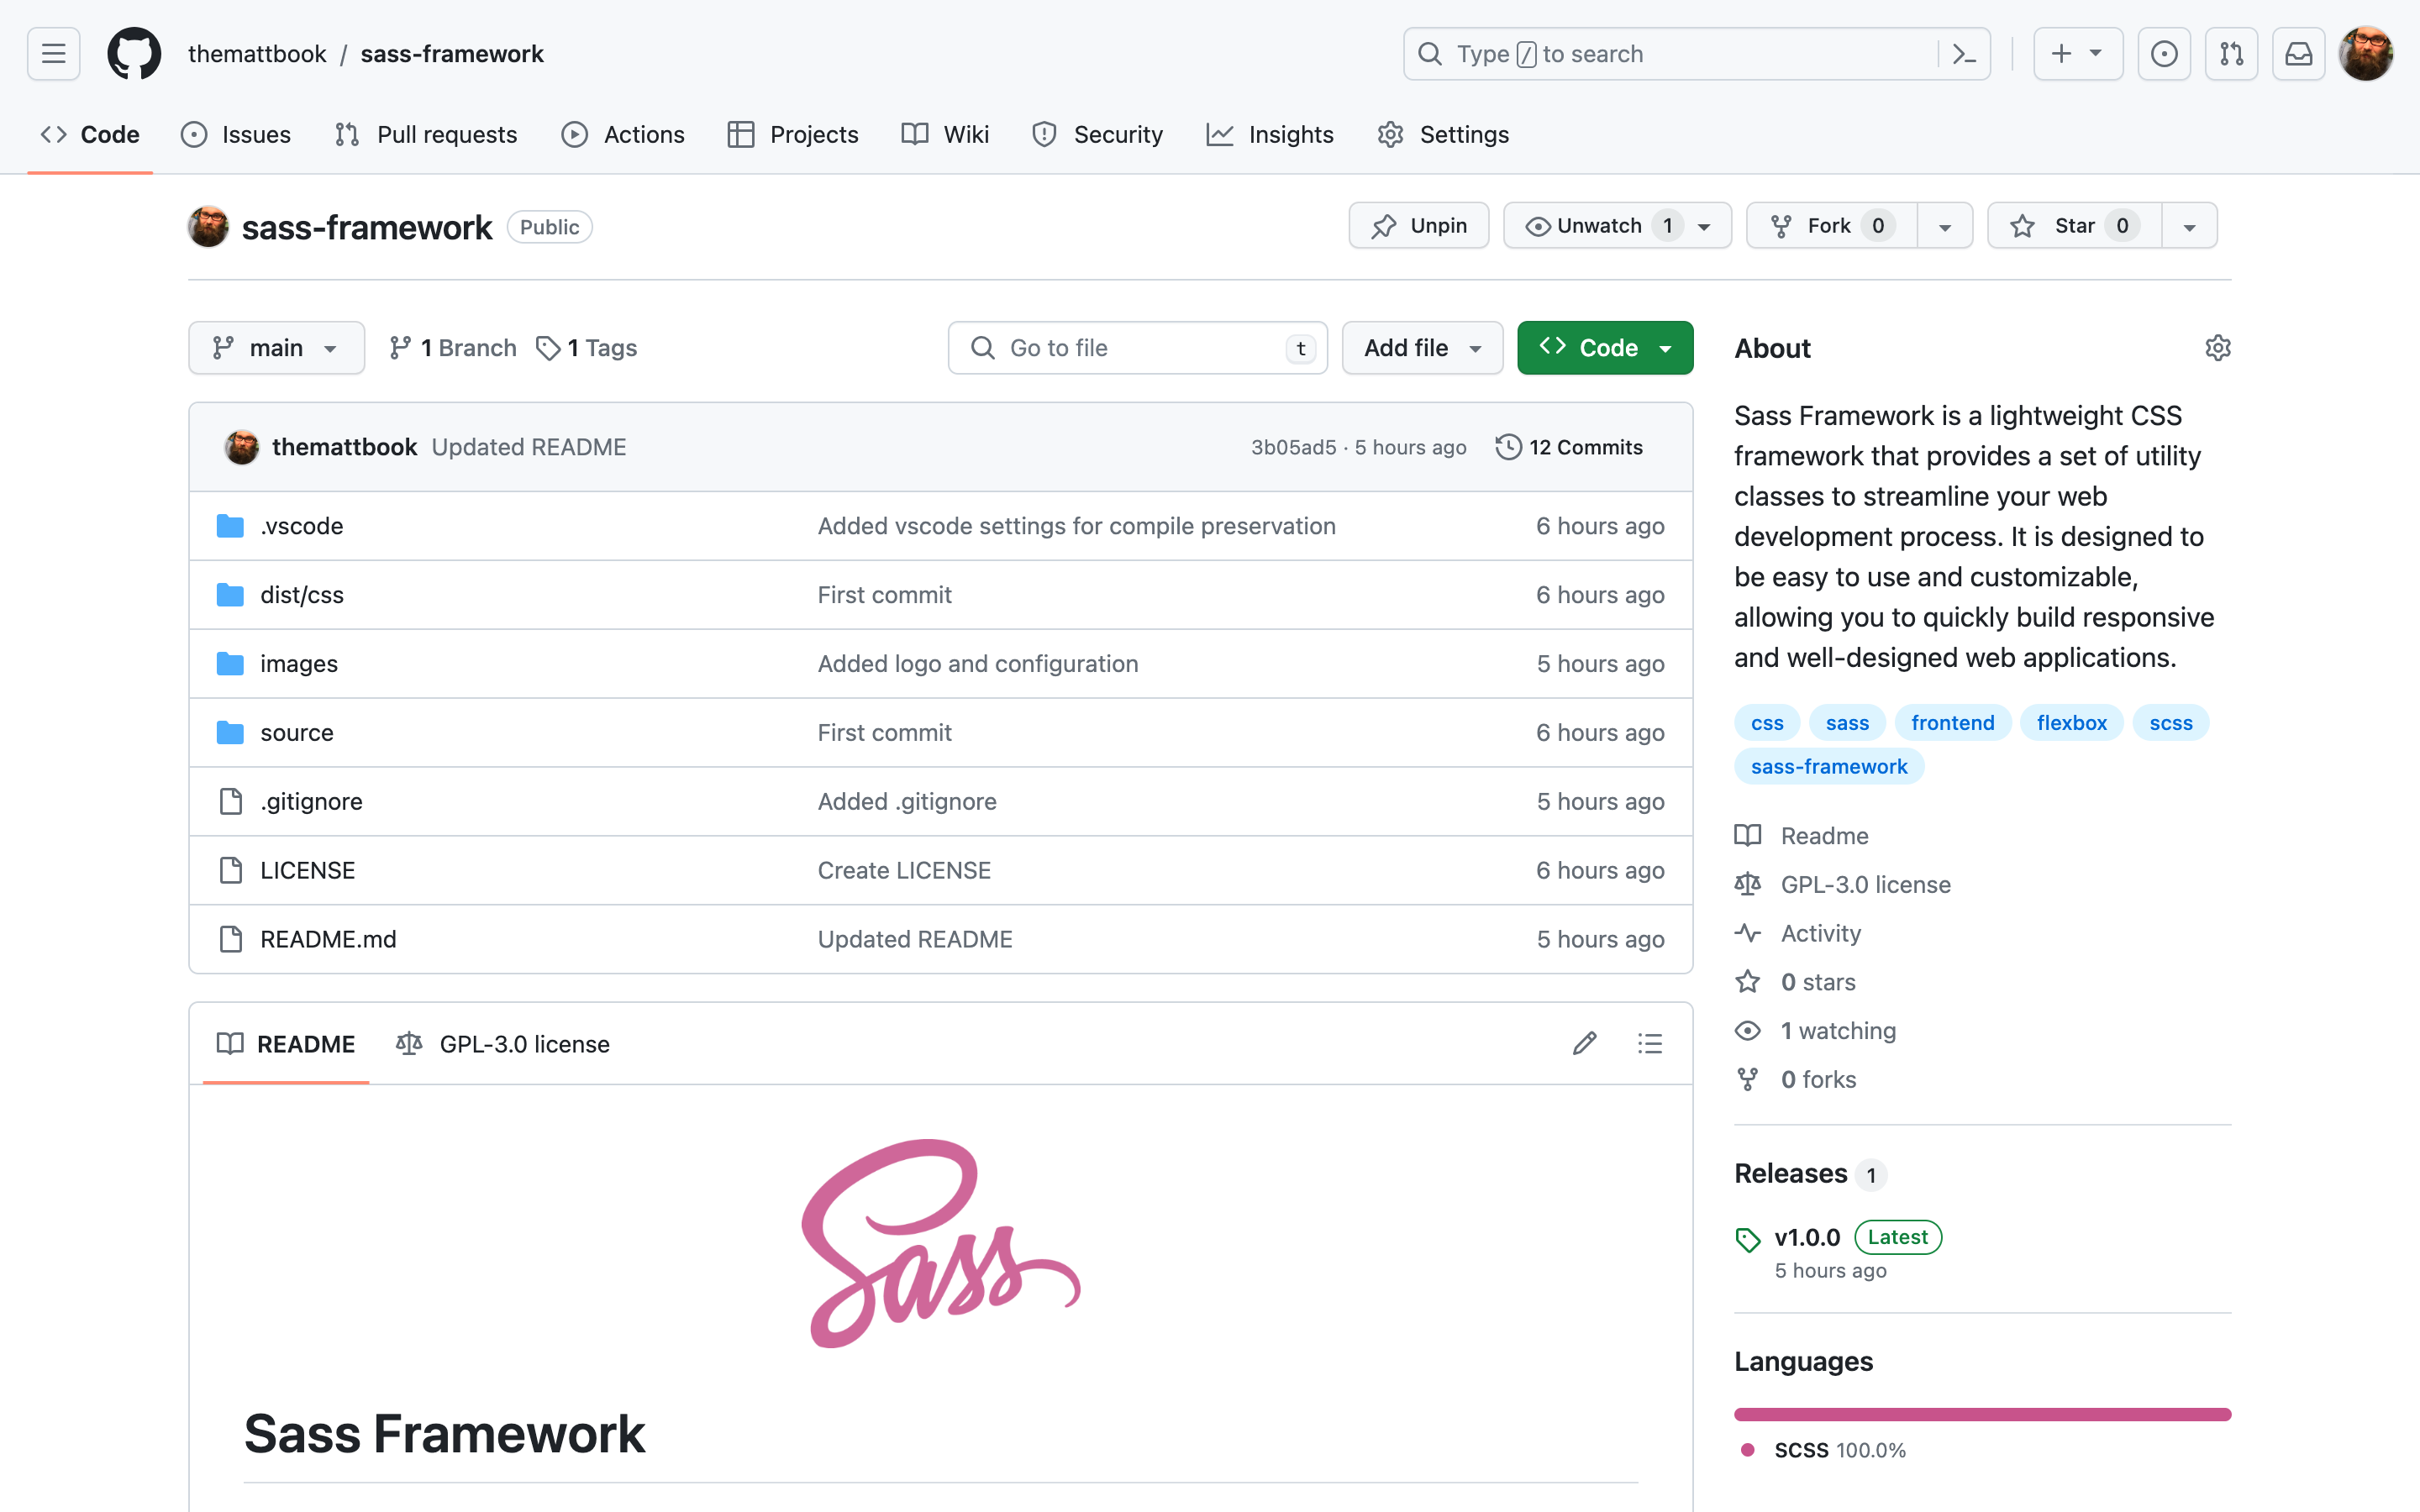 themattbook / sass-framework
Type / to search
Code
Issues
Pull requests
Actions
Projects
Wiki
Security
Insights
Settings
sass-framework
Public
Unpin
Unwatch 1
Fork 0
Star 0
main
1 Branch
1 Tags
Go to file
t
Add file
Code
themattbook Updated README
3b05ad5 · 5 hours ago
12 Commits
.vscode
Added vscode settings for compile preservation
6 hours ago
dist/css
First commit
6 hours ago
images
Added logo and configuration
5 hours ago
source
First commit
6 hours ago
.gitignore
Added .gitignore
5 hours ago
LICENSE
Create LICENSE
6 hours ago
README.md
Updated README
5 hours ago
README
GPL-3.0 license
Sass
Sass Framework
About
Sass Framework is a lightweight CSS
framework that provides a set of utility
classes to streamline your web
development process. It is designed to
be easy to use and customizable,
allowing you to quickly build responsive
and well-designed web applications.
css sass frontend flexbox scss
sass-framework
Readme
GPL-3.0 license
Activity
0 stars
1 watching
0 forks
Releases 1
v1.0.0 Latest
5 hours ago
Languages
SCSS 100.0%